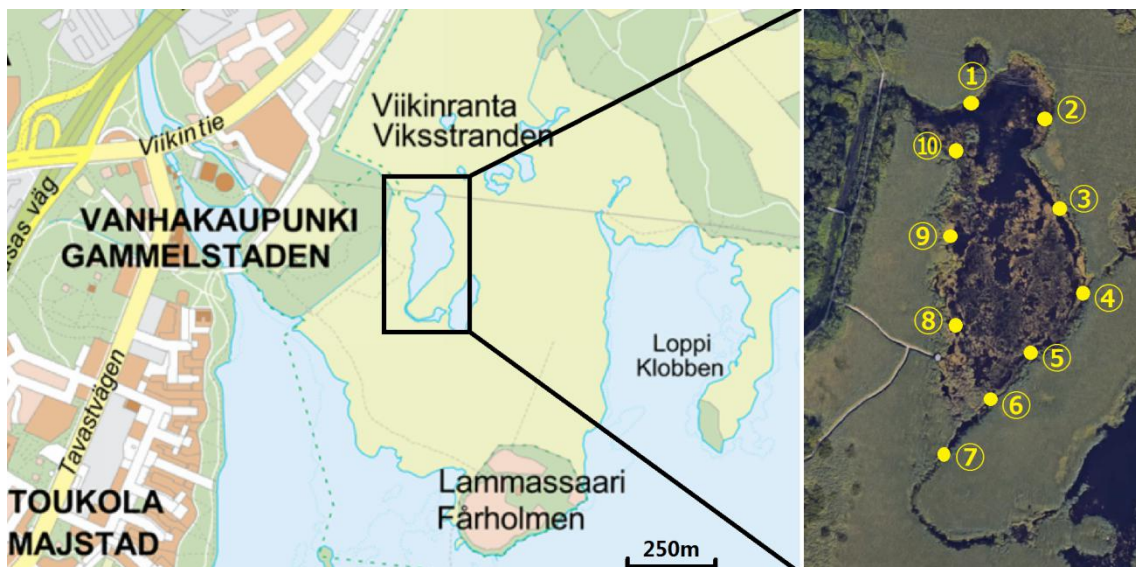 Viikintie
Viikinranta
Viksstranden
VANHAKAUPUNKI
GAMMELSTADEN
Tavastvägen
Loppi
Klobben
Lammassaari
Fårholmen
TOUKOLA
MAJSTAD
250m
①
②
③
④
⑤
⑥
⑦
⑧
⑨
⑩